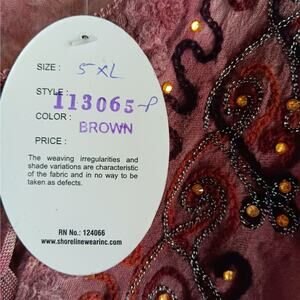 SIZE : 5XL
STYLE : 113065-P
COLOR : BROWN
PRICE :
The weaving irregularities and
shade variations are characteristic
of the fabric and in no way to be
taken as defects.
RN No.: 124066
www.shorelinewearinc.com